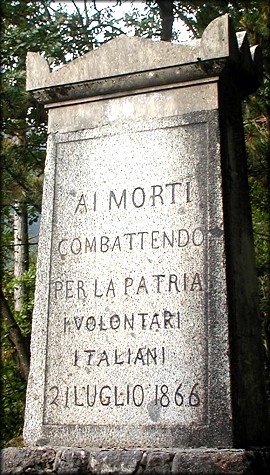 AI MORTI
COMBATTENDO
PER LA PATRIA
I VOLONTARI
ITALIANI
21 LUGLIO 1866